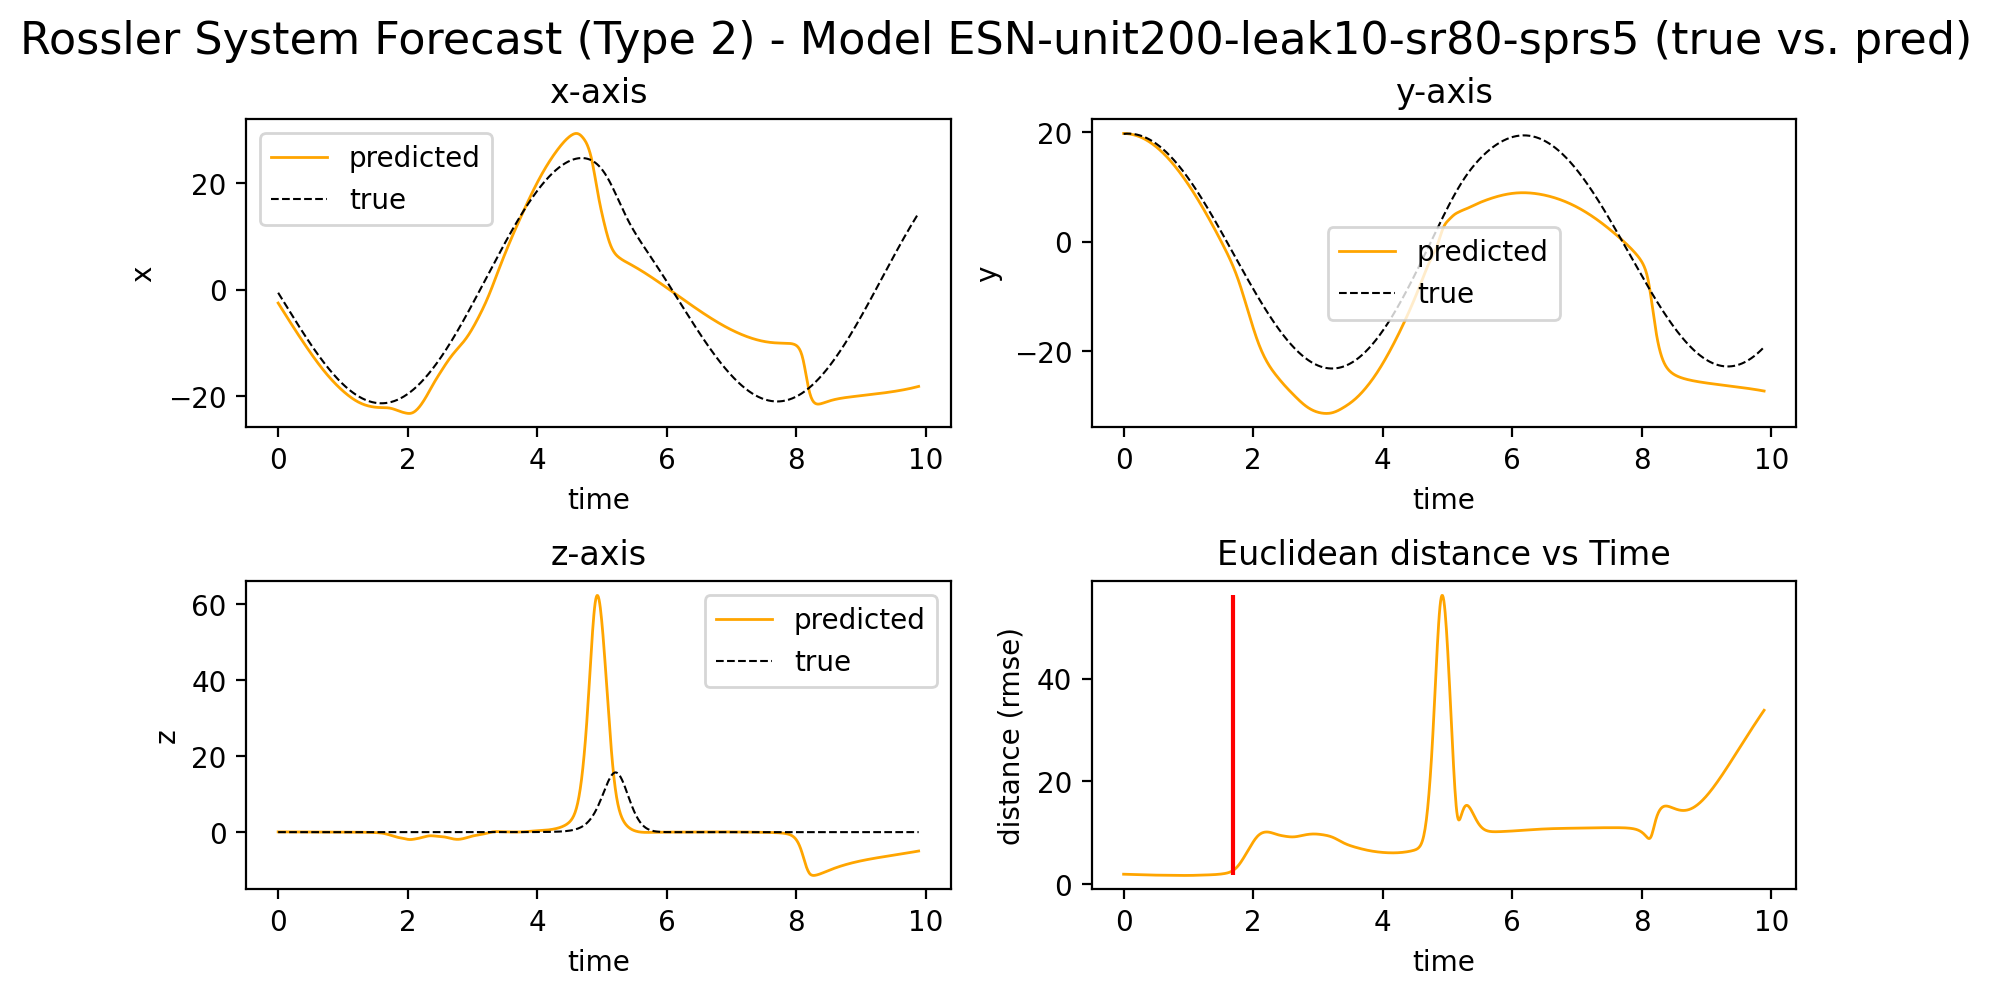 Rossler System Forecast (Type 2) - Model ESN-unit200-leak10-sr80-sprs5 (true vs. pred)
x-axis
predicted
true
x
20
0
−20
0 2 4 6 8 10
time
y-axis
predicted
true
y
20
0
−20
0 2 4 6 8 10
time
z-axis
predicted
true
z
60
40
20
0
0 2 4 6 8 10
time
Euclidean distance vs Time
distance (rmse)
40
20
0
0 2 4 6 8 10
time